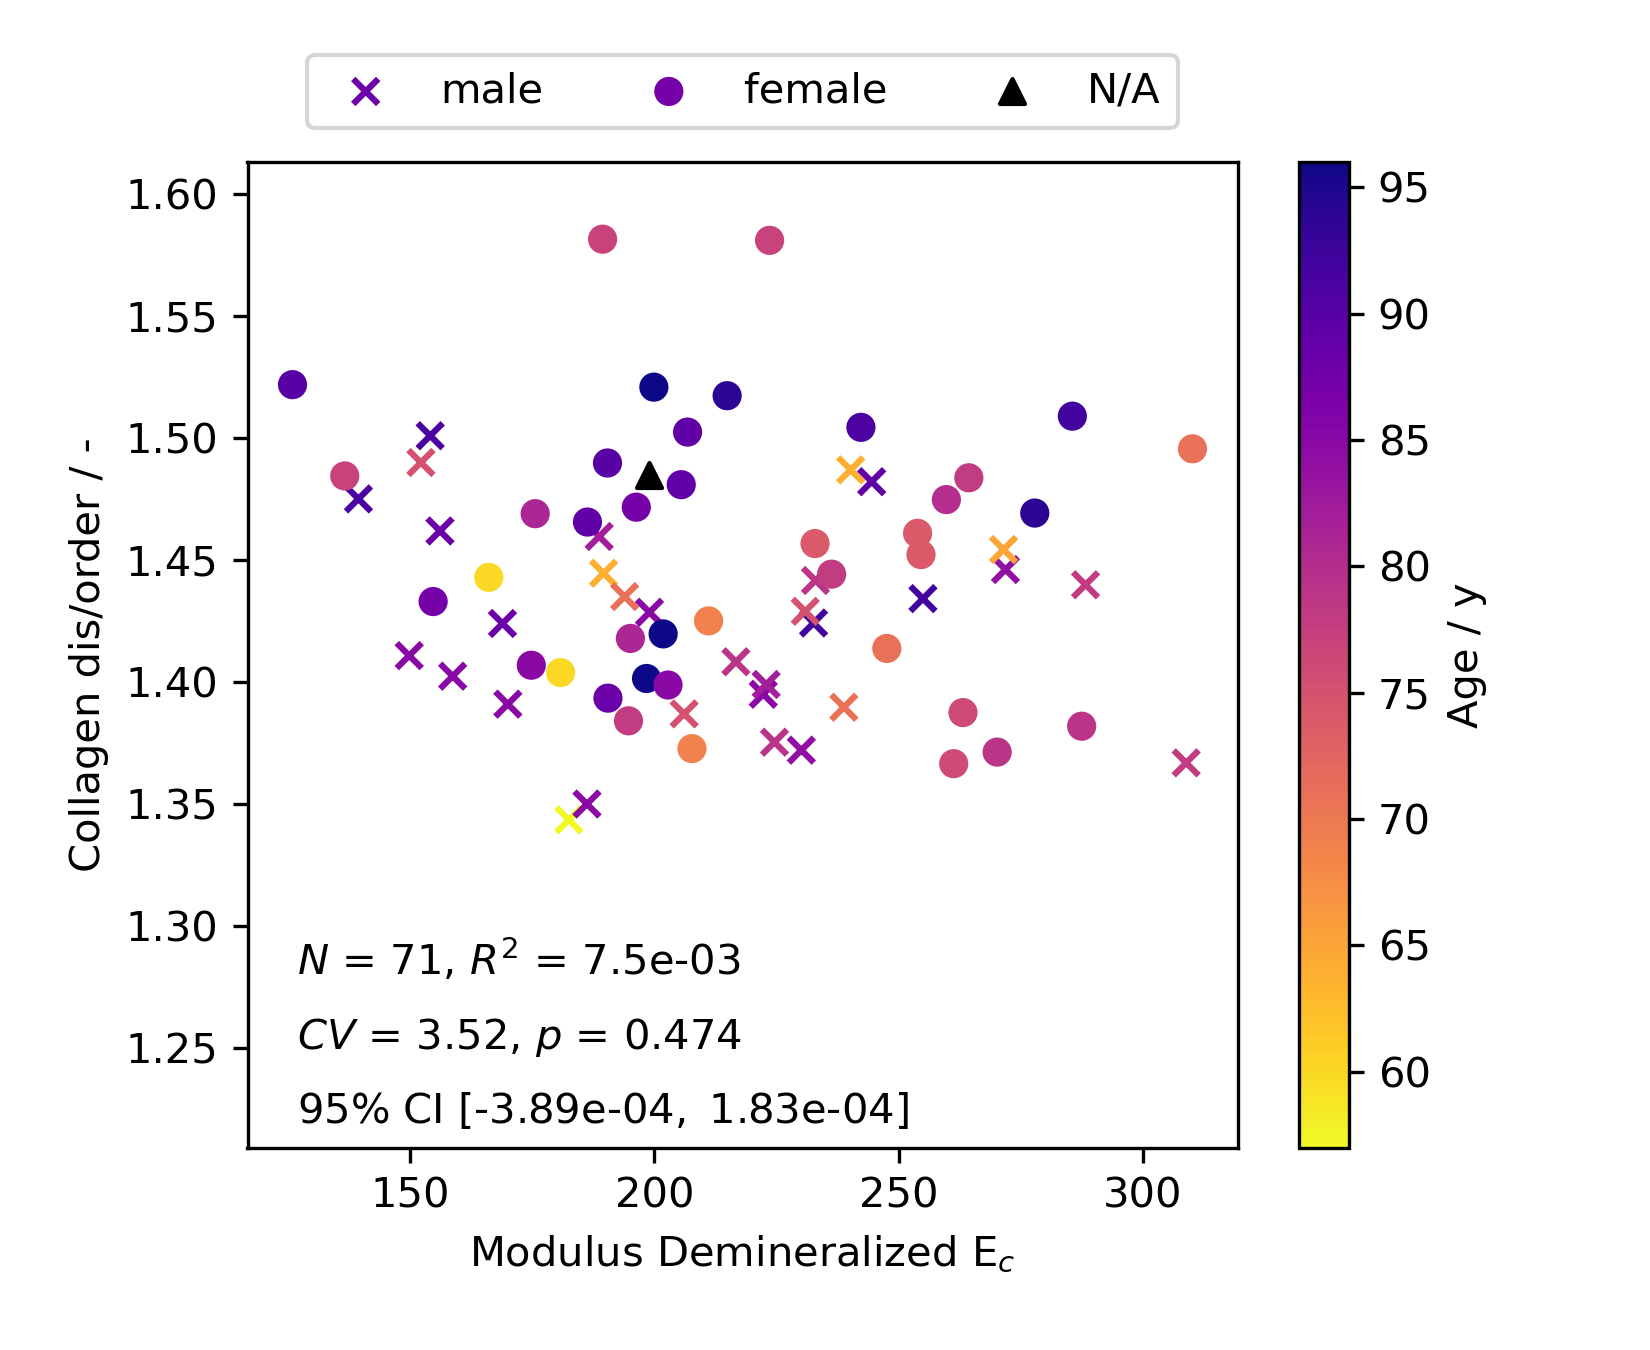 male female N/A
1.60
1.55
1.50
1.45
1.40
1.35
1.30
1.25
Collagen dis/order / -
N = 71, R² = 7.5e-03
CV = 3.52, p = 0.474
95% CI [-3.89e-04, 1.83e-04]
150 200 250 300
Modulus Demineralized E_c
95
90
85
80
75
70
65
60
Age / y